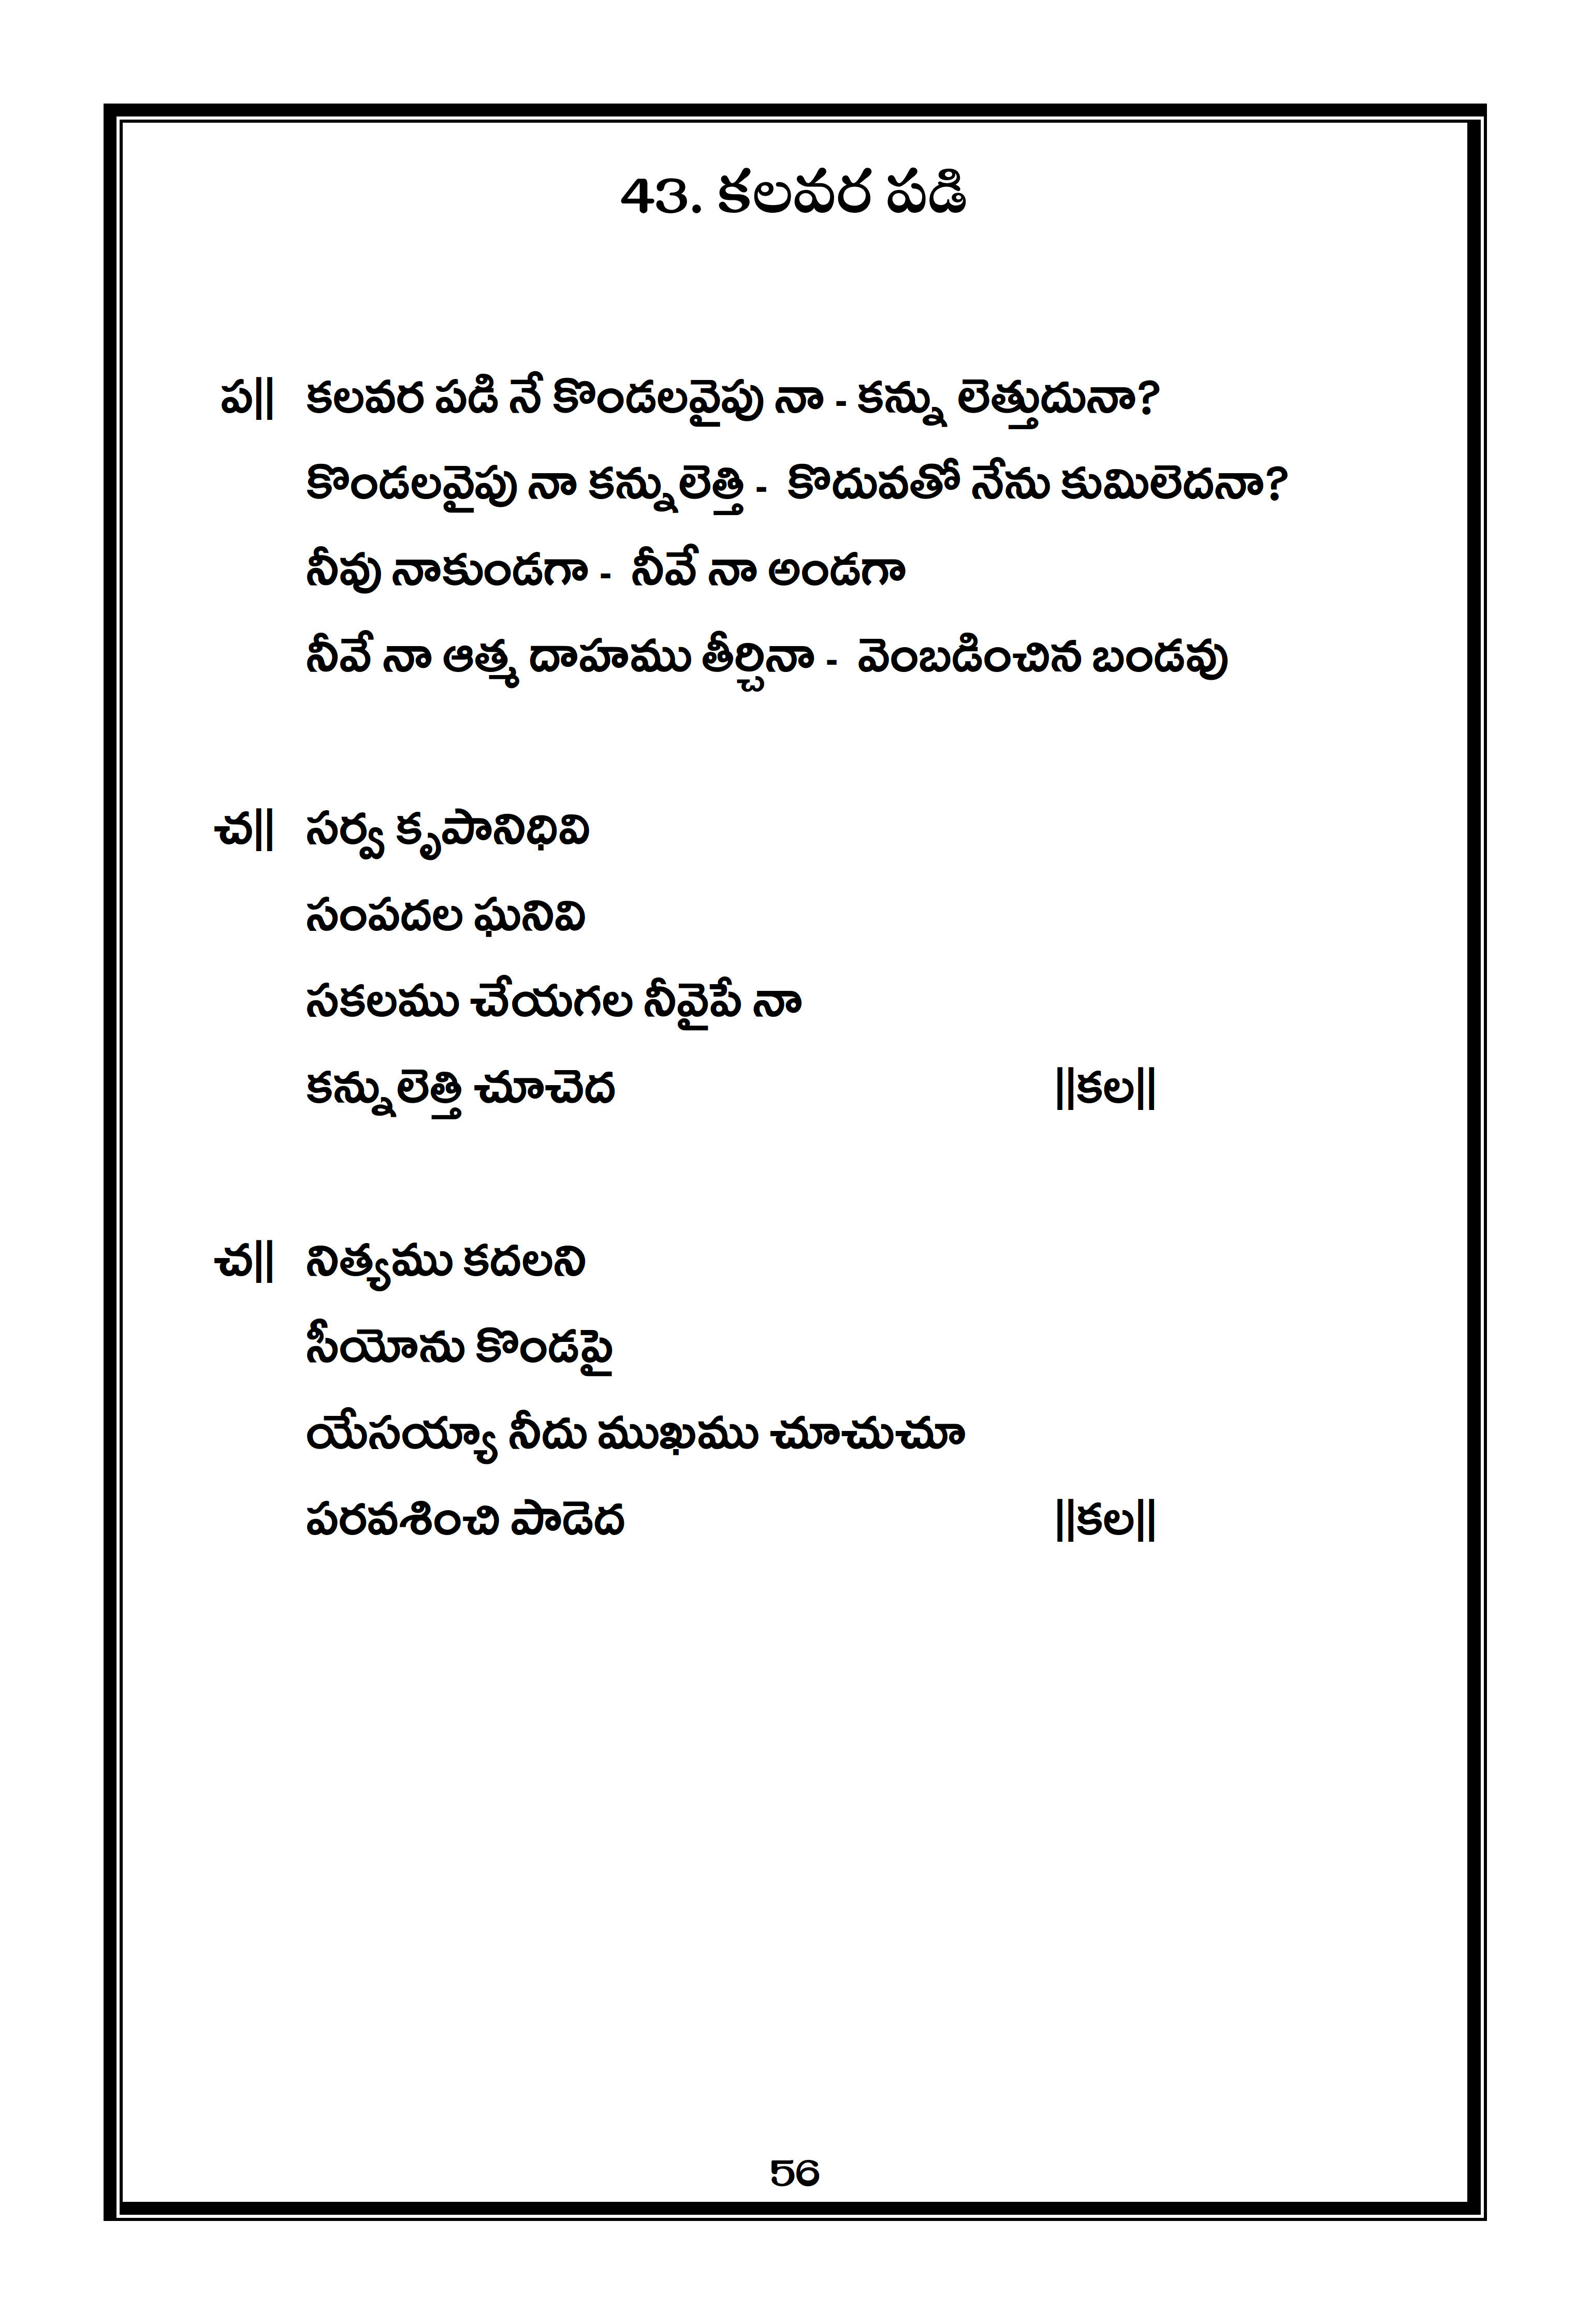 43. కలవర పడి
ప|| కలవర పడి నే కొండలవైపు నా - కన్ను లెత్తుదునా?
కొండలవైపు నా కన్నులెత్తి - కొదువతో నేను కుమిలెదనా?
నీవు నాకుండగా - నీవే నా అండగా
నీవే నా ఆత్మ దాహము తీర్చినా - వెంబడించిన బండవు
చ|| సర్వ కృపానిధివి
సంపదల ఘనివి
సకలము చేయగల నీవైపే నా
కన్నులెత్తి చూచెద ||కల||
చ|| నిత్యము కదలని
సీయోను కొండపై
యేసయ్యా నీదు ముఖము చూచుచూ
పరవశించి పాడెద ||కల||
56